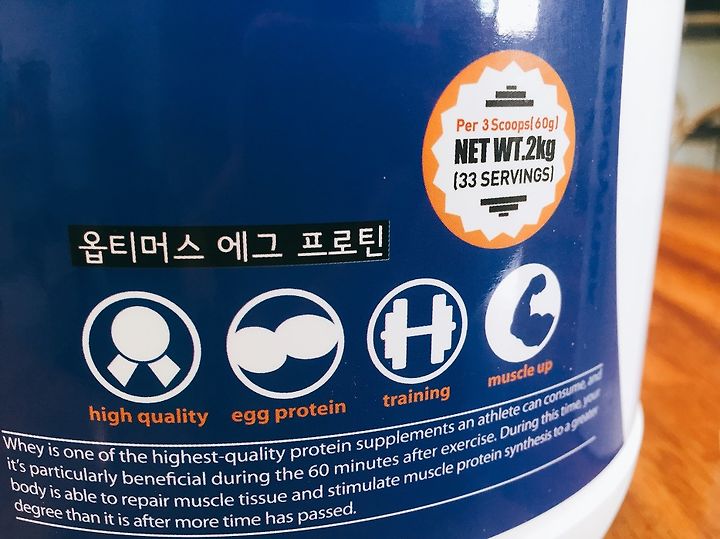 Per 3 Scoops(60g)
NET WT.2kg
(33 SERVINGS)
옵티머스 에그 프로틴
high quality
egg protein
training
muscle up
Whey is one of the highest-quality protein supplements an athlete can consume, and
it's particularly beneficial during the 60 minutes after exercise. During this time, your
body is able to repair muscle tissue and stimulate muscle protein synthesis to a greater
degree than it is after more time has passed.